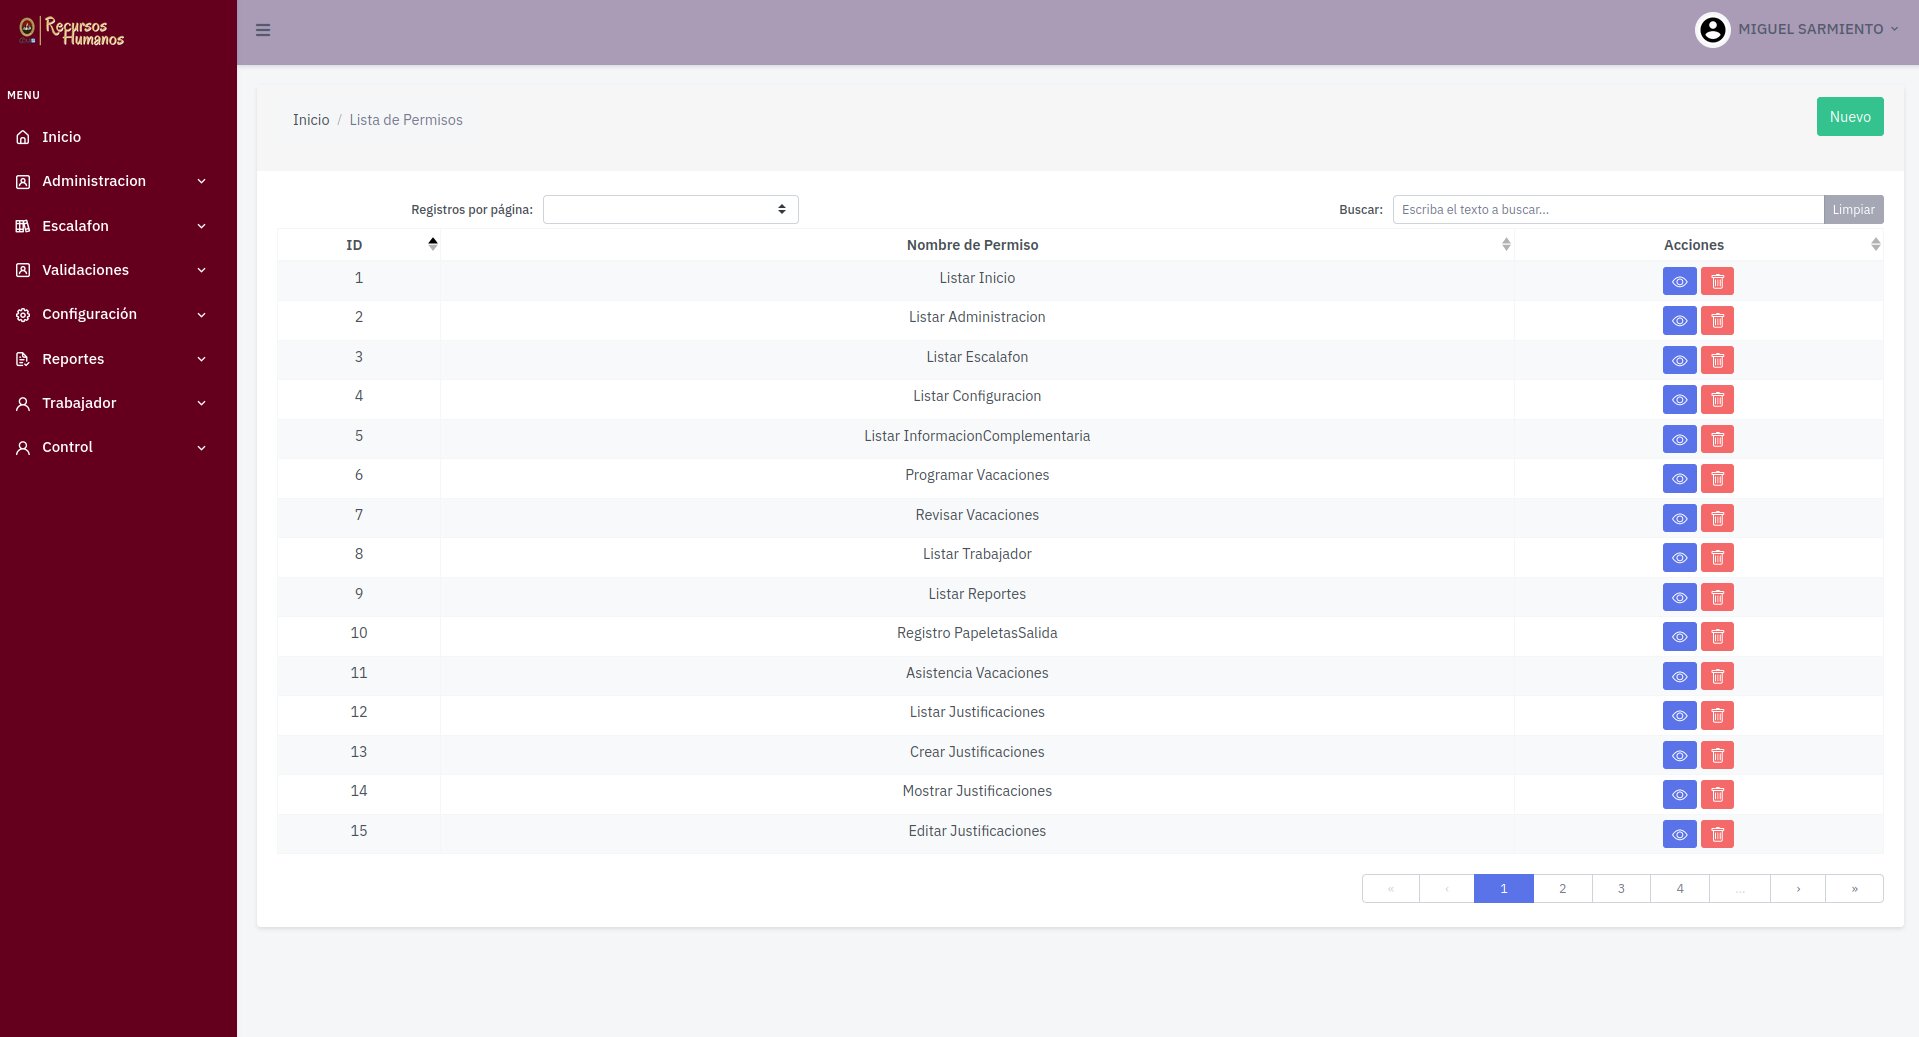 Recursos
Humanos
MIGUEL SARMIENTO
MENU
Inicio
Administracion
Escalafon
Validaciones
Configuración
Reportes
Trabajador
Control
Inicio / Lista de Permisos
Nuevo
Registros por página:
Buscar: Escriba el texto a buscar... Limpiar
ID Nombre de Permiso Acciones
1 Listar Inicio
2 Listar Administracion
3 Listar Escalafon
4 Listar Configuracion
5 Listar InformacionComplementaria
6 Programar Vacaciones
7 Revisar Vacaciones
8 Listar Trabajador
9 Listar Reportes
10 Registro PapeletasSalida
11 Asistencia Vacaciones
12 Listar Justificaciones
13 Crear Justificaciones
14 Mostrar Justificaciones
15 Editar Justificaciones
« ‹ 1 2 3 4 ... › »